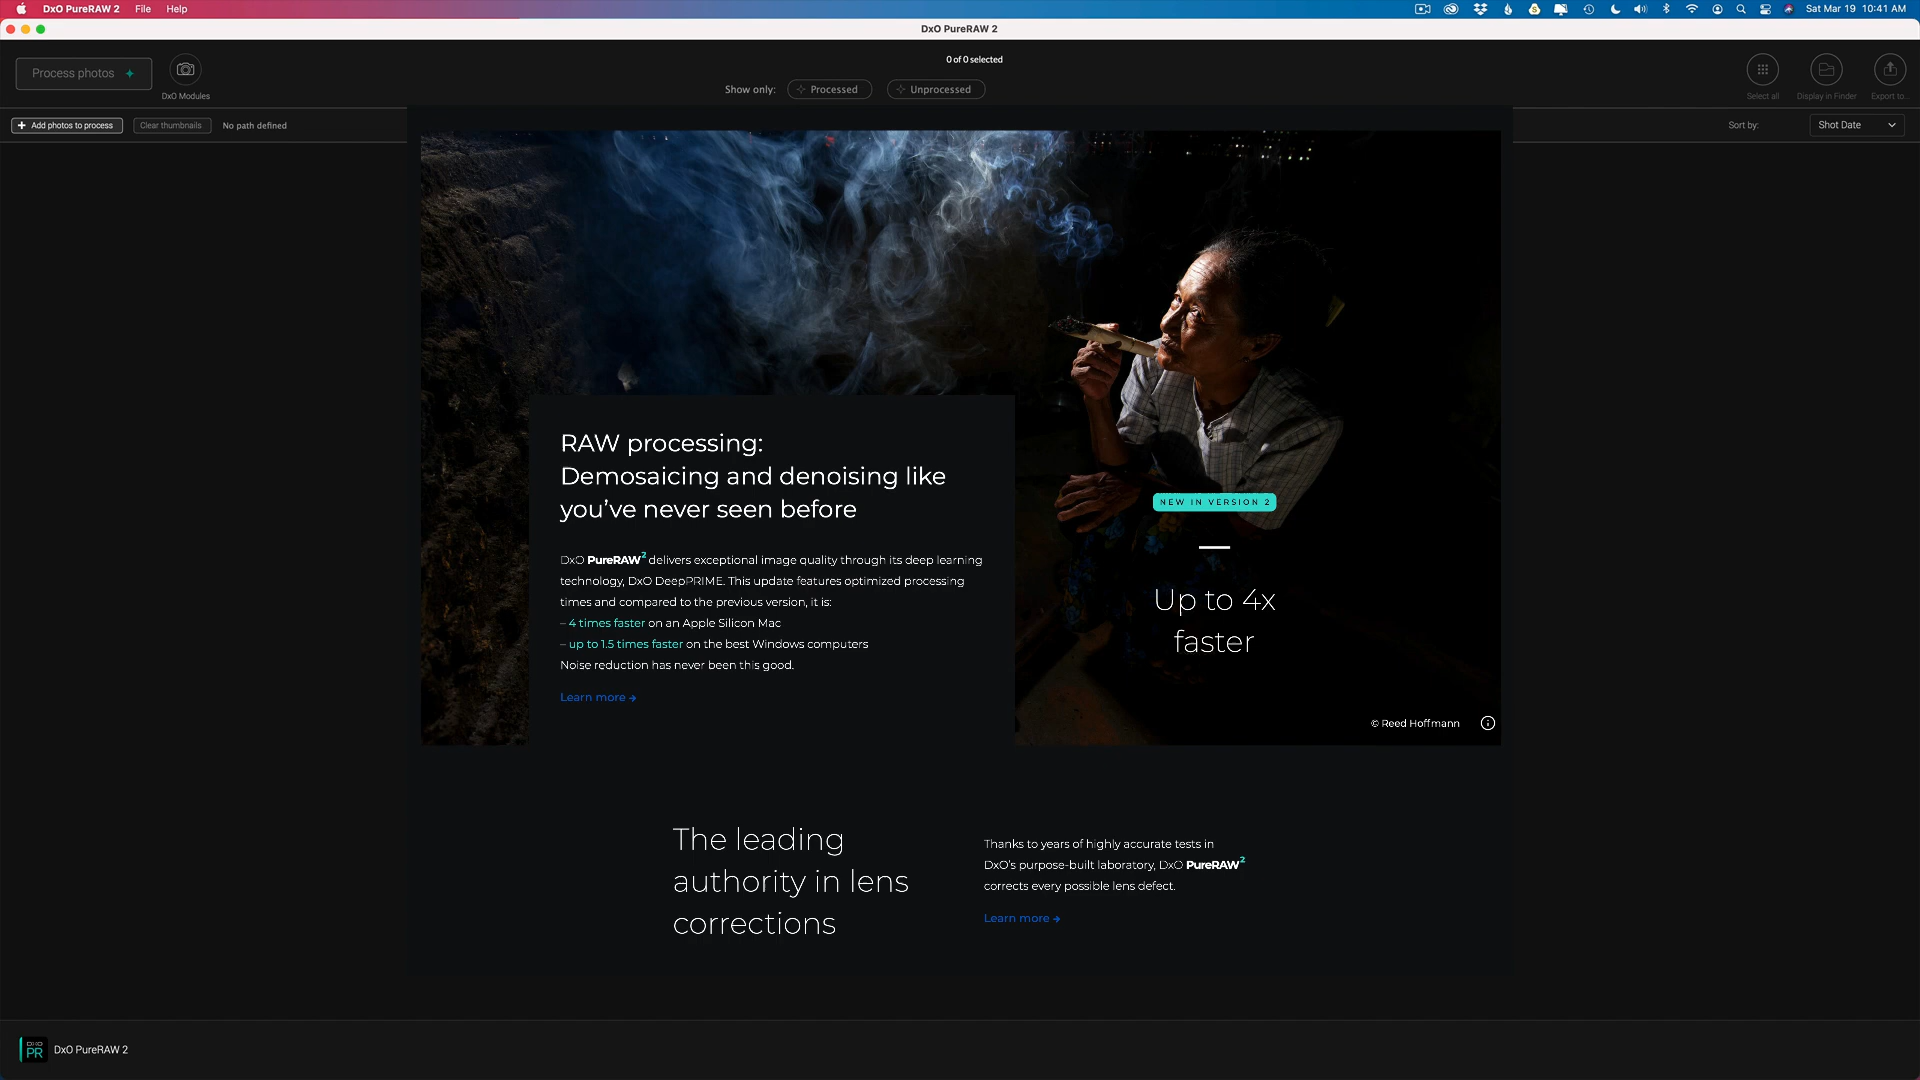 DxO PureRAW 2 File Help
Sat Mar 19 10:41 AM
DxO PureRAW 2
Process photos
DxO Modules
0 of 0 selected
Show only: Processed Unprocessed
Select all Display in Finder Export to...
Add photos to process Clear thumbnails No path defined
Sort by: Shot Date
RAW processing:
Demosaicing and denoising like
you’ve never seen before
DxO PureRAW2 delivers exceptional image quality through its deep learning
technology, DxO DeepPRIME. This update features optimized processing
times and compared to the previous version, it is:
– 4 times faster on an Apple Silicon Mac
– up to 1.5 times faster on the best Windows computers
Noise reduction has never been this good.
Learn more →
NEW IN VERSION 2
Up to 4x
faster
© Reed Hoffmann
The leading
authority in lens
corrections
Thanks to years of highly accurate tests in
DxO’s purpose-built laboratory, DxO PureRAW2
corrects every possible lens defect.
Learn more →
DXO
PR
DxO PureRAW 2